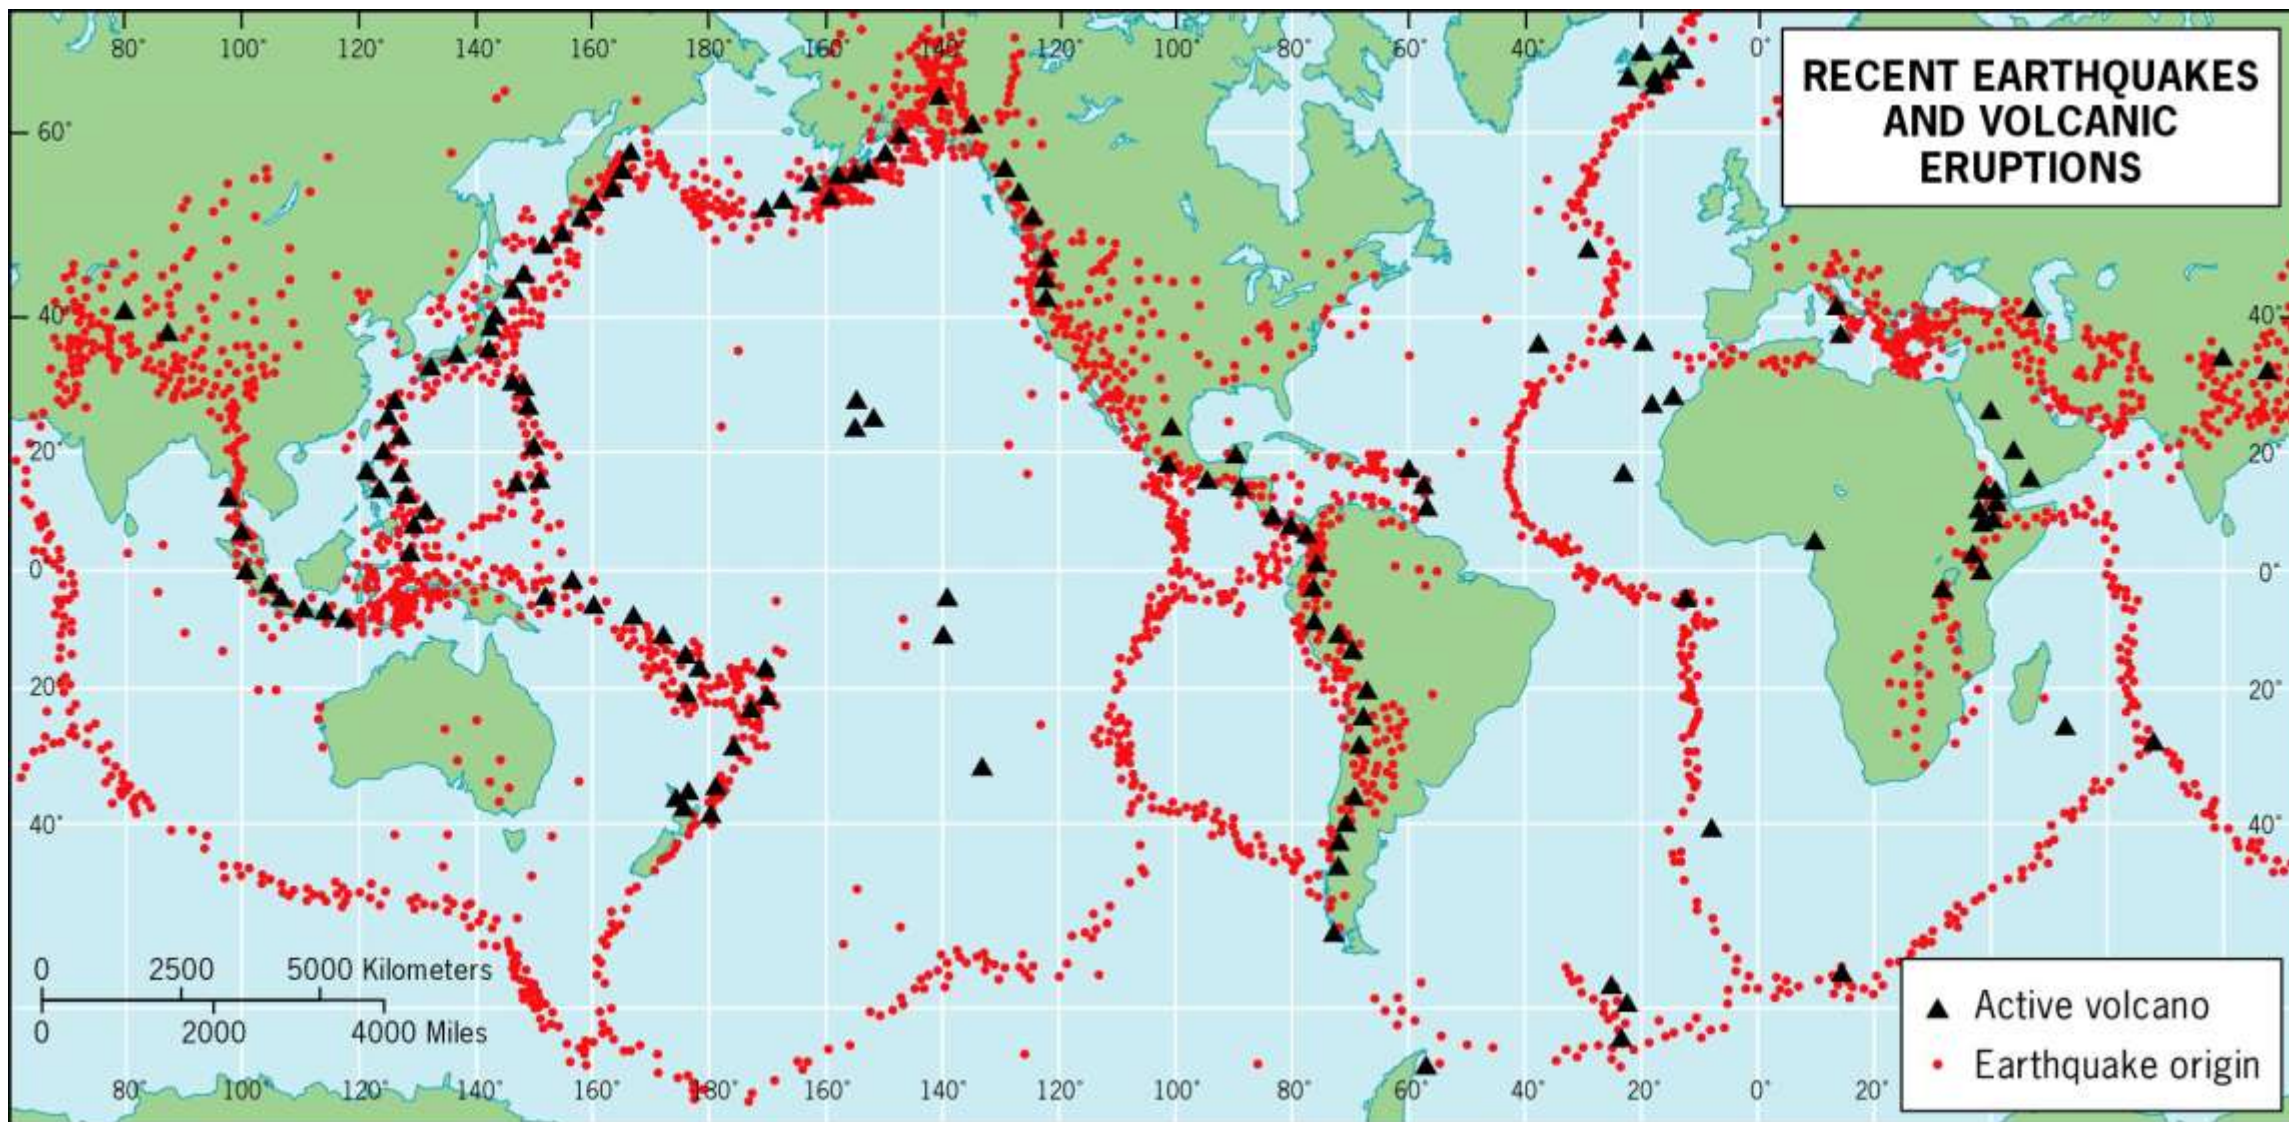 80° 100° 120° 140° 160° 180° 160° 140° 120° 100° 80° 60° 40° 20° 0°
RECENT EARTHQUAKES
AND VOLCANIC
ERUPTIONS
60°
40° 40°
20° 20°
0° 0°
20° 20°
40° 40°
0 2500 5000 Kilometers
0 2000 4000 Miles
Active volcano
Earthquake origin
80° 100° 120° 140° 160° 180° 160° 140° 120° 100° 80° 60° 40° 20° 0° 20°